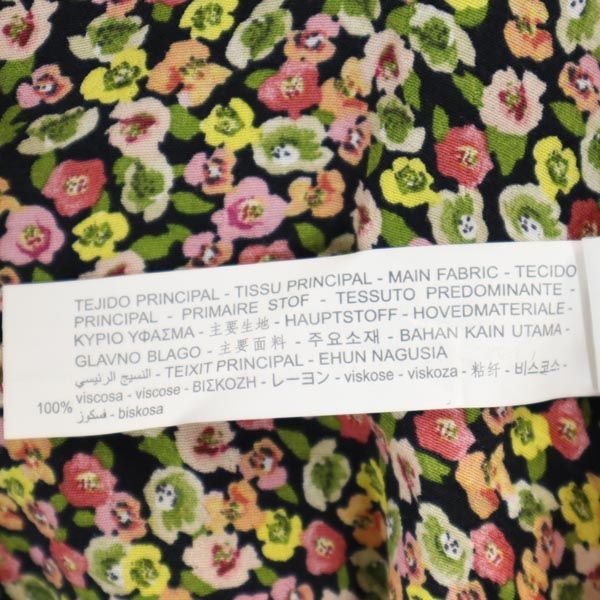 TEJIDO PRINCIPAL - TISSU PRINCIPAL - MAIN FABRIC - TECIDO
PRINCIPAL - PRIMAIRE STOF - TESSUTO PREDOMINANTE -
ΚΥΡΙΟ ΥΦΑΣΜΑ - 主要生地 - HAUPTSTOFF - HOVEDMATERIALE -
GLAVNO BLAGO - 主要面料 - 주요소재 - BAHAN KAIN UTAMA -
النسيج الرئيسي - TEIXIT PRINCIPAL - EHUN NAGUSIA
100% viscosa - viscose - ΒΙΣΚΟΖΗ - レーヨン - viskose - viskoza - 粘纤 - 비스코스 -
فسكوز - biskosa